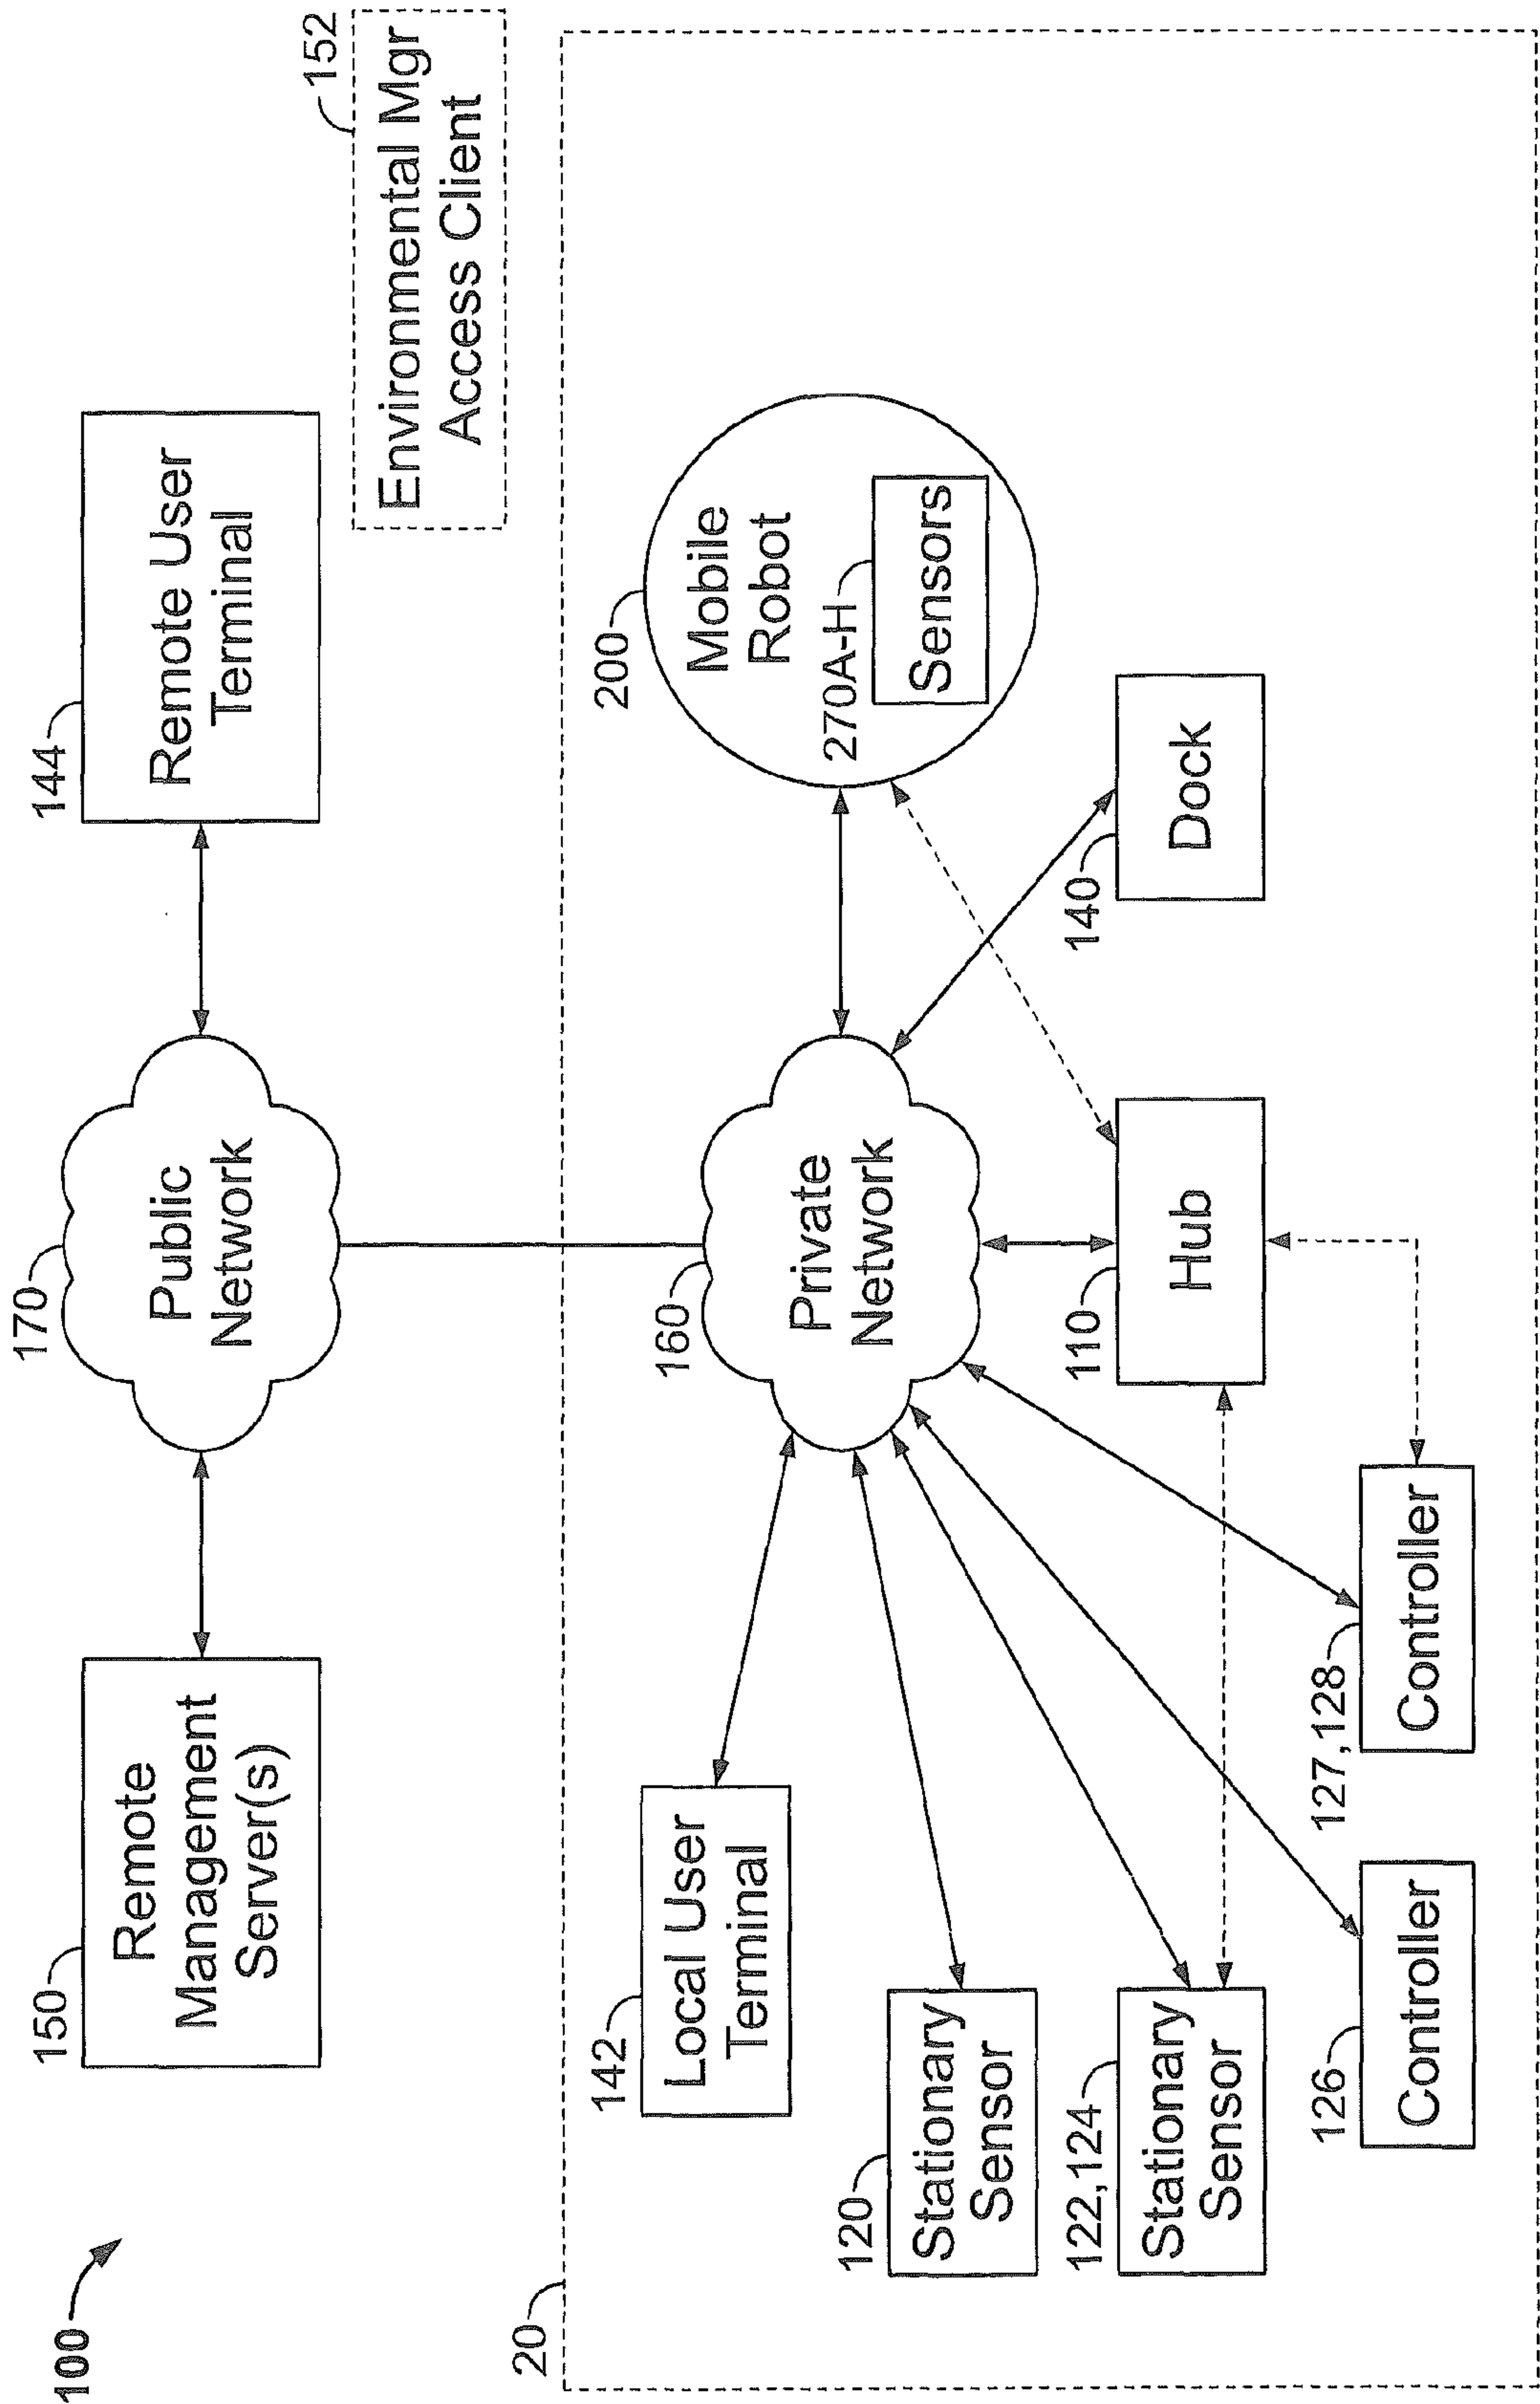 100
170
Public
Network
150
Remote
Management
Server(s)
144
Remote User
Terminal
152
Environmental Mgr
Access Client
20
160
Private
Network
142
Local User
Terminal
200
Mobile
Robot
270A-H
Sensors
120
Stationary
Sensor
122,124
Stationary
Sensor
110
Hub
140
Dock
126
Controller
127,128
Controller